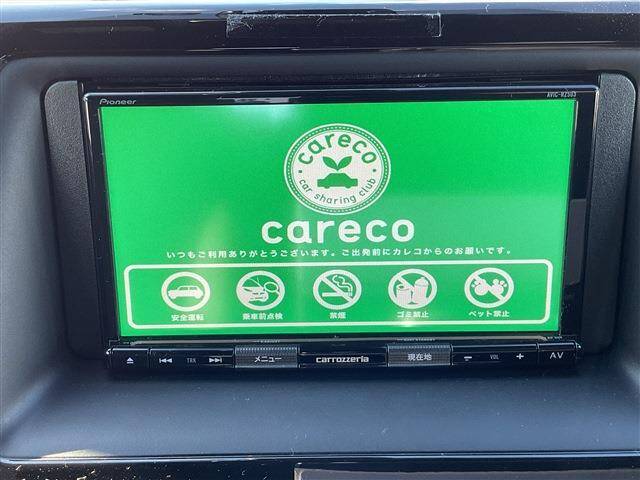 Pioneer
AVIC-RZ503
careco
car sharing club
careco
いつもご利用ありがとうございます。ご出発前にカレコからのお願いです。
安全運転 乗車前点検 禁煙 ゴミ禁止 ペット禁止
TRK メニュー carrozzeria 現在地 − VOL + AV